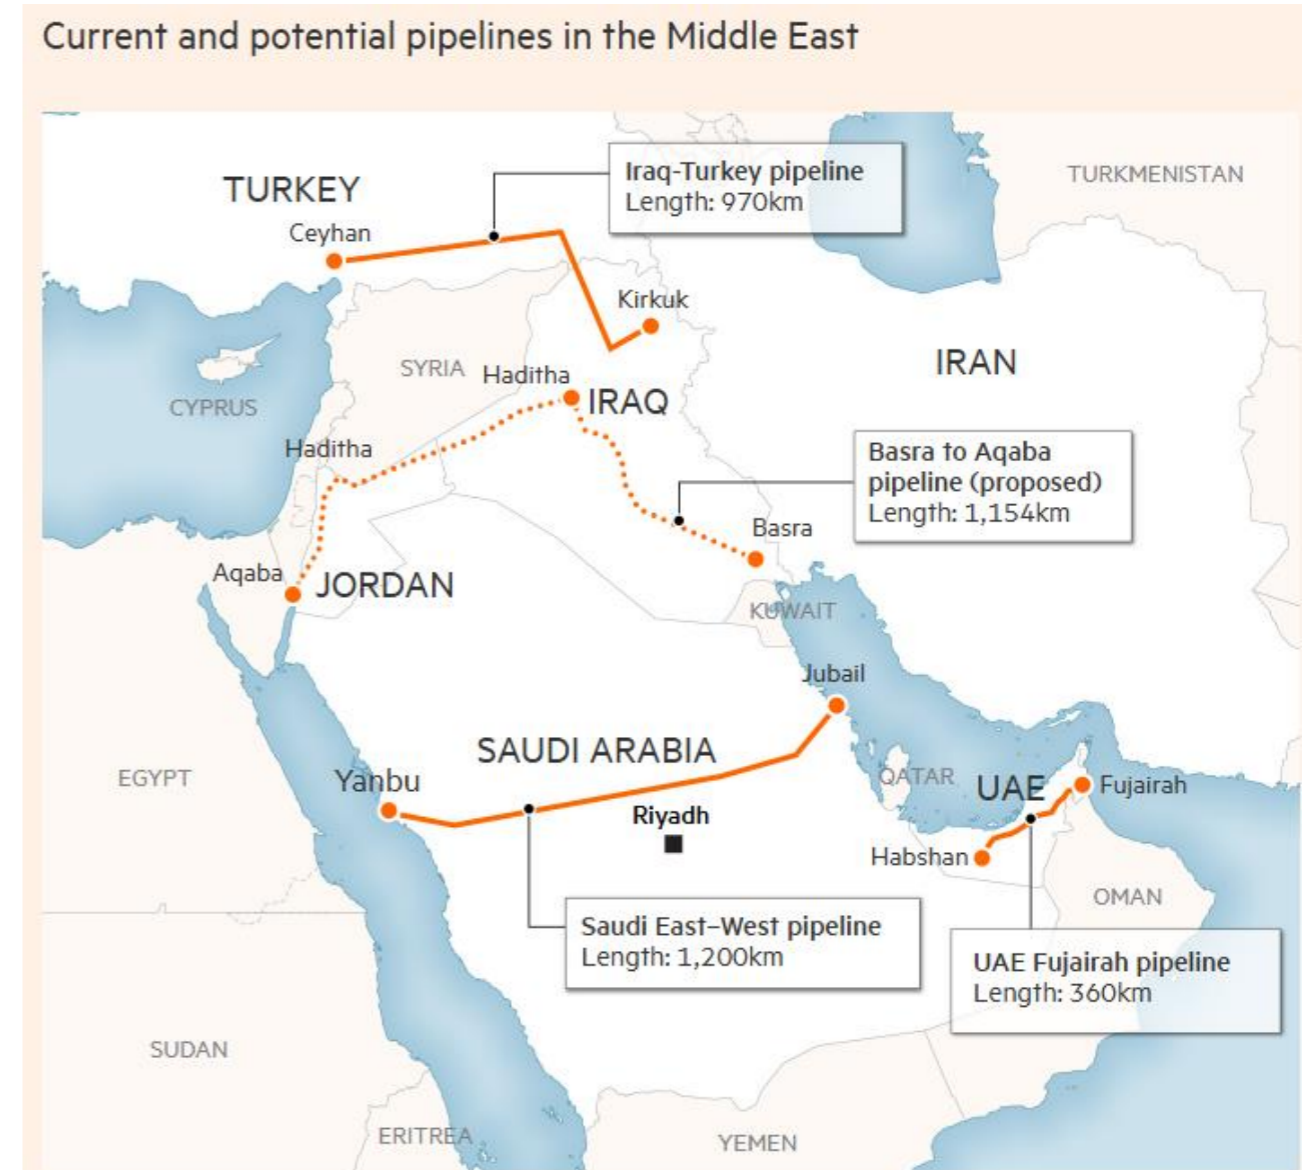 Current and potential pipelines in the Middle East
Iraq-Turkey pipeline
Length: 970km
TURKMENISTAN
TURKEY
Ceyhan
Kirkuk
IRAN
SYRIA
Haditha
IRAQ
CYPRUS
Haditha
Basra to Aqaba
pipeline (proposed)
Length: 1,154km
Basra
Aqaba
JORDAN
KUWAIT
Jubail
SAUDI ARABIA
EGYPT
Yanbu
QATAR
UAE
Fujairah
Riyadh
Habshan
OMAN
Saudi East–West pipeline
Length: 1,200km
UAE Fujairah pipeline
Length: 360km
SUDAN
ERITREA
YEMEN